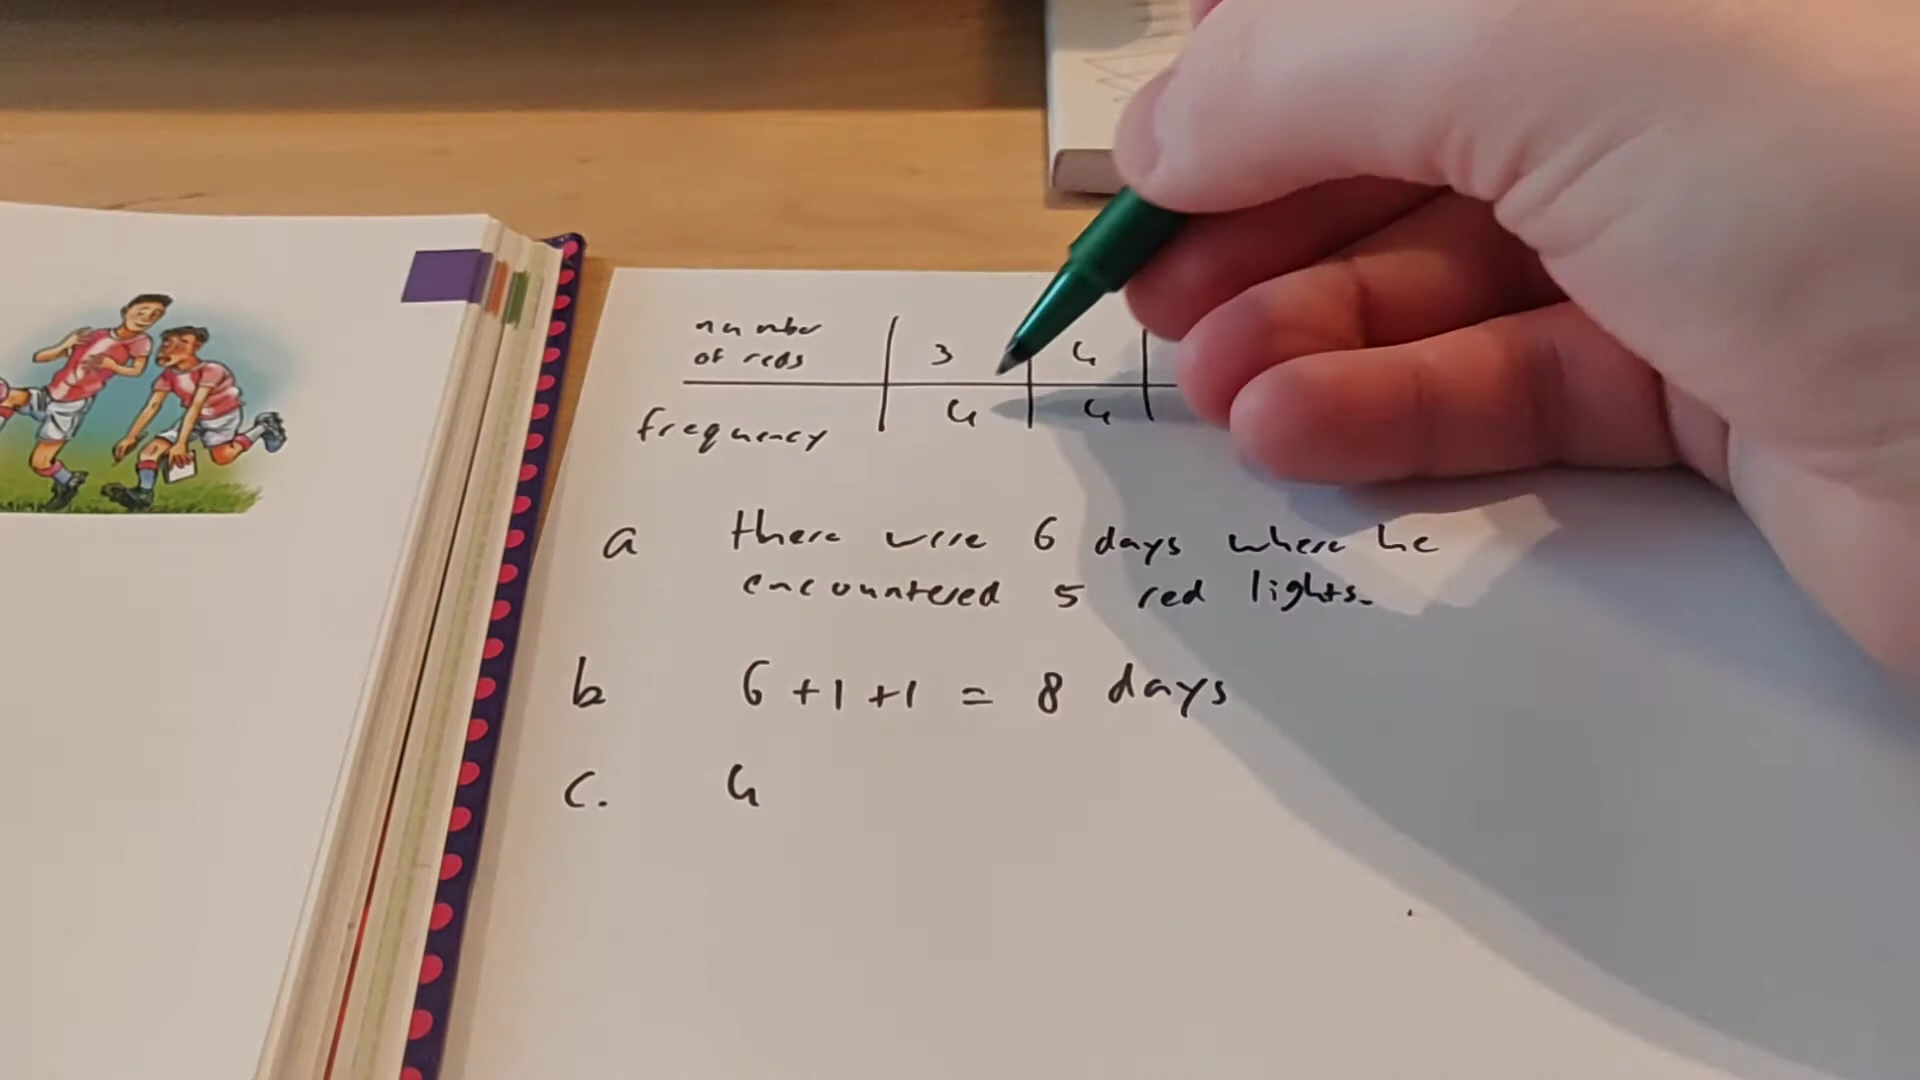 number
of reds 3 4
frequency 4 4
a there were 6 days where he
encountered 5 red lights.
b 6 + 1 + 1 = 8 days
c. 4